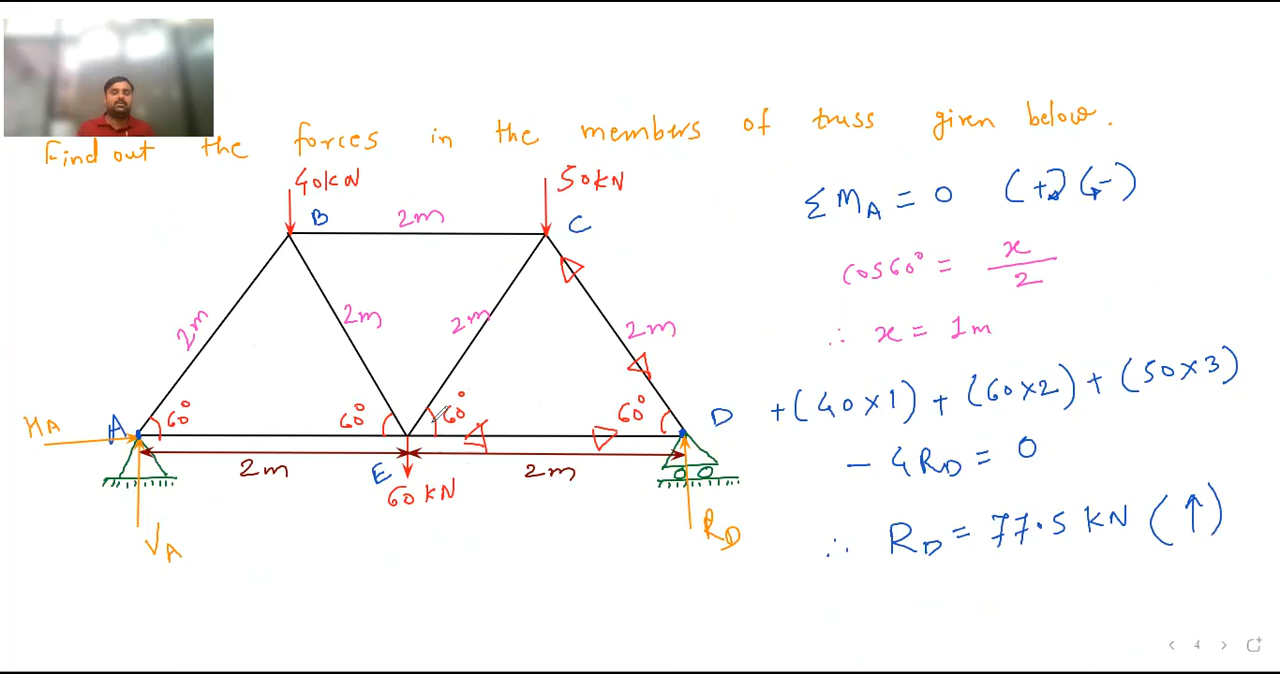 Find out the forces in the members of truss given below.
40kN
50kN
B
2m
C
2m
2m
2m
2m
HA
A
60°
60°
60°
60°
D
2m
E
2m
60 kN
VA
RD
ΣMA = 0 (+) (-)
cos60° = x/2
∴ x = 1m
+(40×1) + (60×2) + (50×3)
- 4RD = 0
∴ RD = 77.5 KN (↑)
4